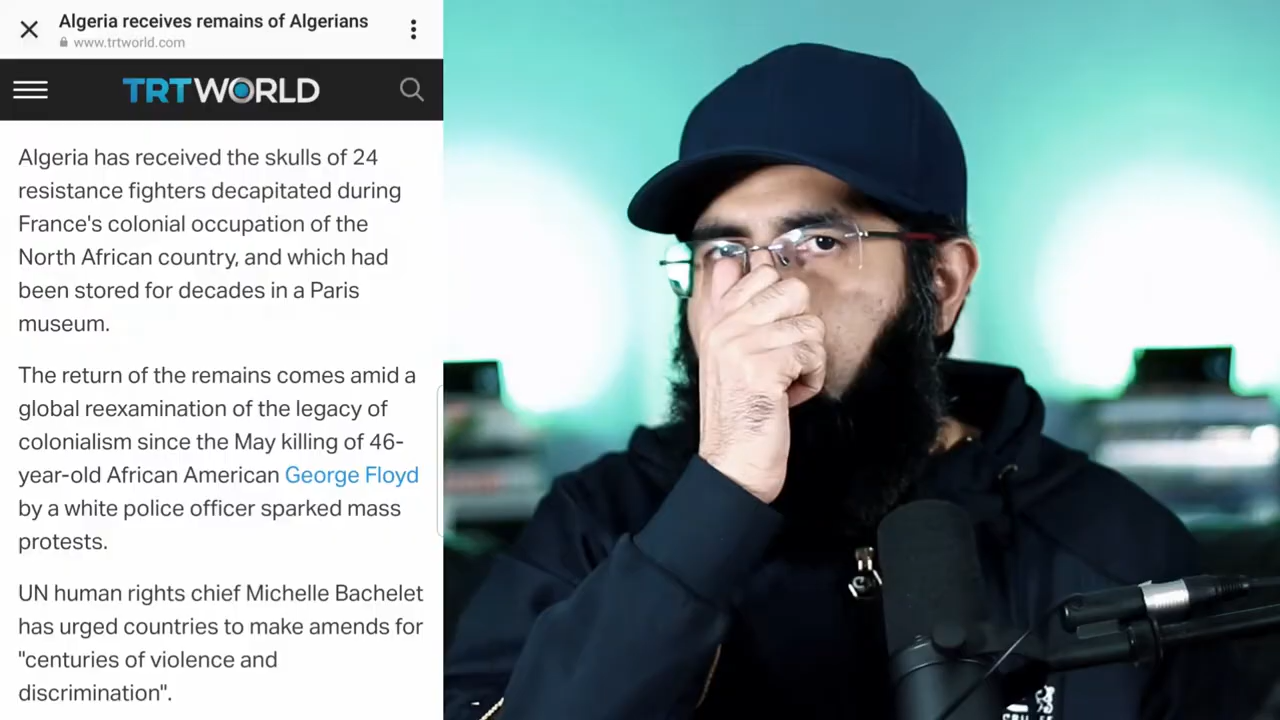 Algeria receives remains of Algerians
www.trtworld.com
TRTWORLD
Algeria has received the skulls of 24
resistance fighters decapitated during
France's colonial occupation of the
North African country, and which had
been stored for decades in a Paris
museum.
The return of the remains comes amid a
global reexamination of the legacy of
colonialism since the May killing of 46-
year-old African American George Floyd
by a white police officer sparked mass
protests.
UN human rights chief Michelle Bachelet
has urged countries to make amends for
"centuries of violence and
discrimination".